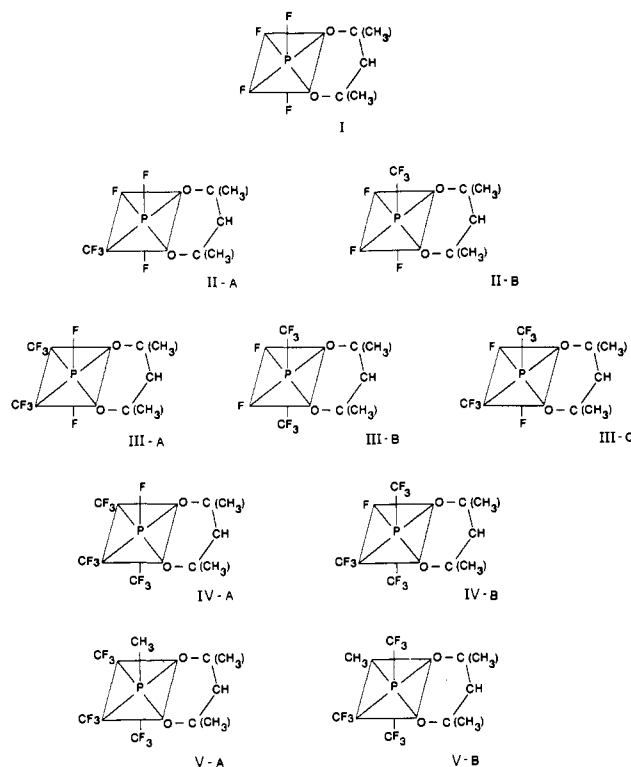 F
F O – C (CH₃)
P CH
F O – C (CH₃)
F
I
F CF₃
F O – C (CH₃) F O – C (CH₃)
P CH P CH
CF₃ O – C (CH₃) F O – C (CH₃)
F F
II - A II - B
F CF₃ CF₃
CF₃ O – C (CH₃) F O – C (CH₃) F O – C (CH₃)
P CH P CH P CH
CF₃ O – C (CH₃) F O – C (CH₃) CF₃ O – C (CH₃)
F CF₃ F
III - A III - B III - C
F CF₃
CF₃ O – C (CH₃) F O – C (CH₃)
P CH P CH
CF₃ O – C (CH₃) CF₃ O – C (CH₃)
CF₃ CF₃
IV - A IV - B
CH₃ CF₃
CF₃ O – C (CH₃) CH₃ O – C (CH₃)
P CH P CH
CF₃ O – C (CH₃) CF₃ O – C (CH₃)
CF₃ CF₃
V - A V - B